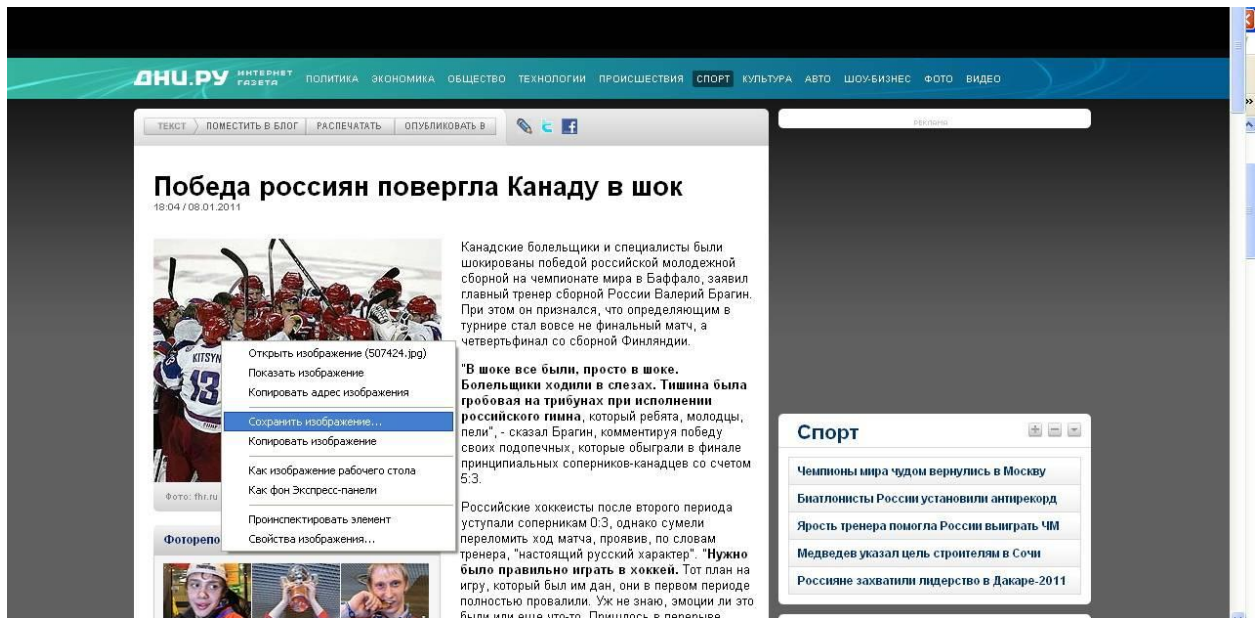 ДНИ.РУ ИНТЕРНЕТ ГАЗЕТА ПОЛИТИКА ЭКОНОМИКА ОБЩЕСТВО ТЕХНОЛОГИИ ПРОИСШЕСТВИЯ СПОРТ КУЛЬТУРА АВТО ШОУ-БИЗНЕС ФОТО ВИДЕО
ТЕКСТ ПОМЕСТИТЬ В БЛОГ РАСПЕЧАТАТЬ ОПУБЛИКОВАТЬ В
РЕКЛАМА
Победа россиян повергла Канаду в шок
18:04 / 08.01.2011
Канадские болельщики и специалисты были
шокированы победой российской молодежной
сборной на чемпионате мира в Баффало, заявил
главный тренер сборной России Валерий Брагин.
При этом он признался, что определяющим в
турнире стал вовсе не финальный матч, а
четвертьфинал со сборной Финляндии.
"В шоке все были, просто в шоке.
Болельщики ходили в слезах. Тишина была
гробовая на трибунах при исполнении
российского гимна, который ребята, молодцы,
пели", - сказал Брагин, комментируя победу
своих подопечных, которые обыграли в финале
принципиальных соперников-канадцев со счетом
5:3.
Российские хоккеисты после второго периода
уступали соперникам 0:3, однако сумели
переломить ход матча, проявив, по словам
тренера, "настоящий русский характер". "Нужно
было правильно играть в хоккей. Тот план на
игру, который был им дан, они в первом периоде
полностью провалили. Уж не знаю, эмоции ли это
были или еще что-то. Пришлось в перерыве
KITSYN
13
Открыть изображение (507424.jpg)
Показать изображение
Копировать адрес изображения
Сохранить изображение...
Копировать изображение
Как изображение рабочего стола
Как фон Экспресс-панели
Проинспектировать элемент
Свойства изображения...
Фото: fhr.ru
Фоторепо
Спорт
Чемпионы мира чудом вернулись в Москву
Биатлонисты России установили антирекорд
Ярость тренера помогла России выиграть ЧМ
Медведев указал цель строителям в Сочи
Россияне захватили лидерство в Дакаре-2011